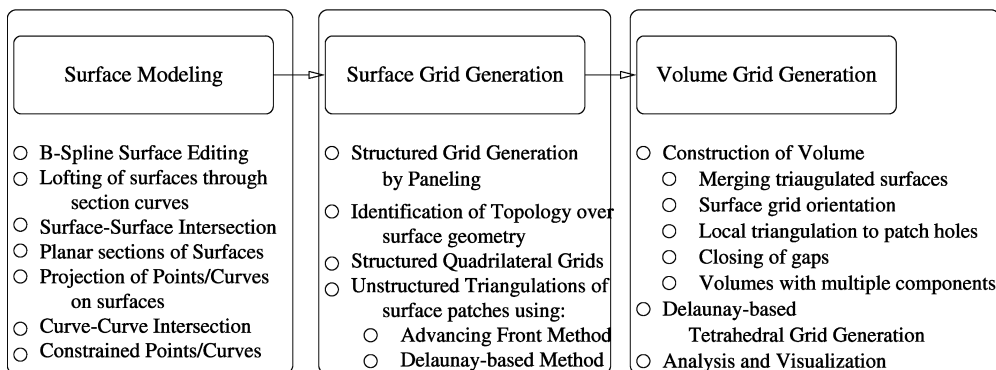 Surface Modeling
B-Spline Surface Editing
Lofting of surfaces through
section curves
Surface-Surface Intersection
Planar sections of Surfaces
Projection of Points/Curves
on surfaces
Curve-Curve Intersection
Constrained Points/Curves
Surface Grid Generation
Structured Grid Generation
by Paneling
Identification of Topology over
surface geometry
Structured Quadrilateral Grids
Unstructured Triangulations of
surface patches using:
Advancing Front Method
Delaunay-based Method
Volume Grid Generation
Construction of Volume
Merging triaugulated surfaces
Surface grid orientation
Local triangulation to patch holes
Closing of gaps
Volumes with multiple components
Delaunay-based
Tetrahedral Grid Generation
Analysis and Visualization